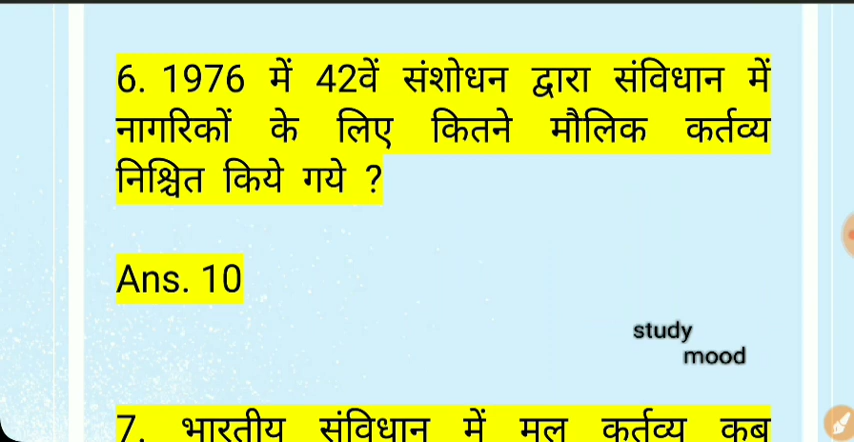 6. 1976 में 42वें संशोधन द्वारा संविधान में
नागरिकों के लिए कितने मौलिक कर्तव्य
निश्चित किये गये ?
Ans. 10
study
mood
7. भारतीय संविधान में मूल कर्तव्य कब